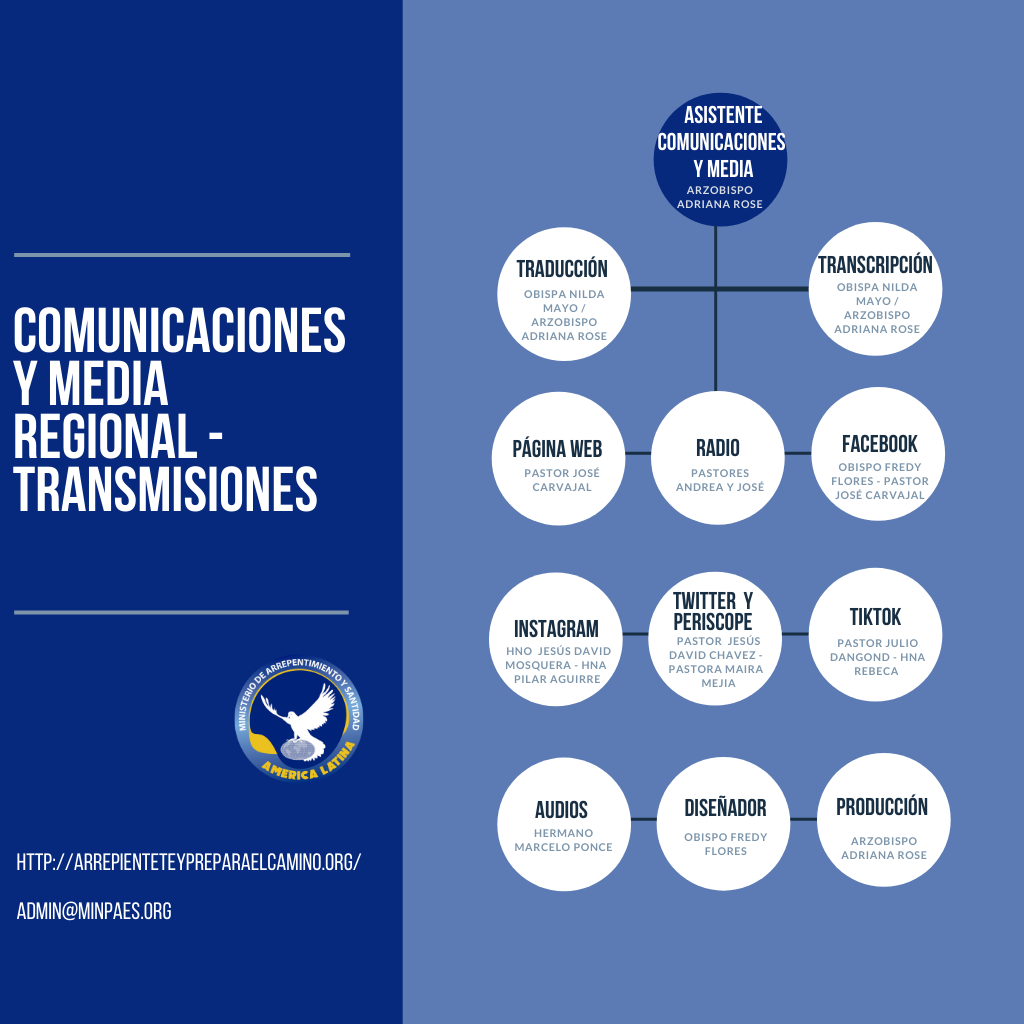 COMUNICACIONES
Y MEDIA
REGIONAL -
TRANSMISIONES
MINISTERIO DE ARREPENTIMIENTO Y SANTIDAD
AMERICA LATINA
HTTP://ARREPIENTETEYPREPARAELCAMINO.ORG/
ADMIN@MINPAES.ORG
ASISTENTE
COMUNICACIONES
Y MEDIA
ARZOBISPO
ADRIANA ROSE
TRADUCCIÓN
OBISPA NILDA
MAYO /
ARZOBISPO
ADRIANA ROSE
TRANSCRIPCIÓN
OBISPA NILDA
MAYO /
ARZOBISPO
ADRIANA ROSE
PÁGINA WEB
PASTOR JOSÉ
CARVAJAL
RADIO
PASTORES
ANDREA Y JOSÉ
FACEBOOK
OBISPO FREDY
FLORES - PASTOR
JOSÉ CARVAJAL
INSTAGRAM
HNO JESÚS DAVID
MOSQUERA - HNA
PILAR AGUIRRE
TWITTER Y
PERISCOPE
PASTOR JESÚS
DAVID CHAVEZ -
PASTORA MAIRA
MEJIA
TIKTOK
PASTOR JULIO
DANGOND - HNA
REBECA
AUDIOS
HERMANO
MARCELO PONCE
DISEÑADOR
OBISPO FREDY
FLORES
PRODUCCIÓN
ARZOBISPO
ADRIANA ROSE